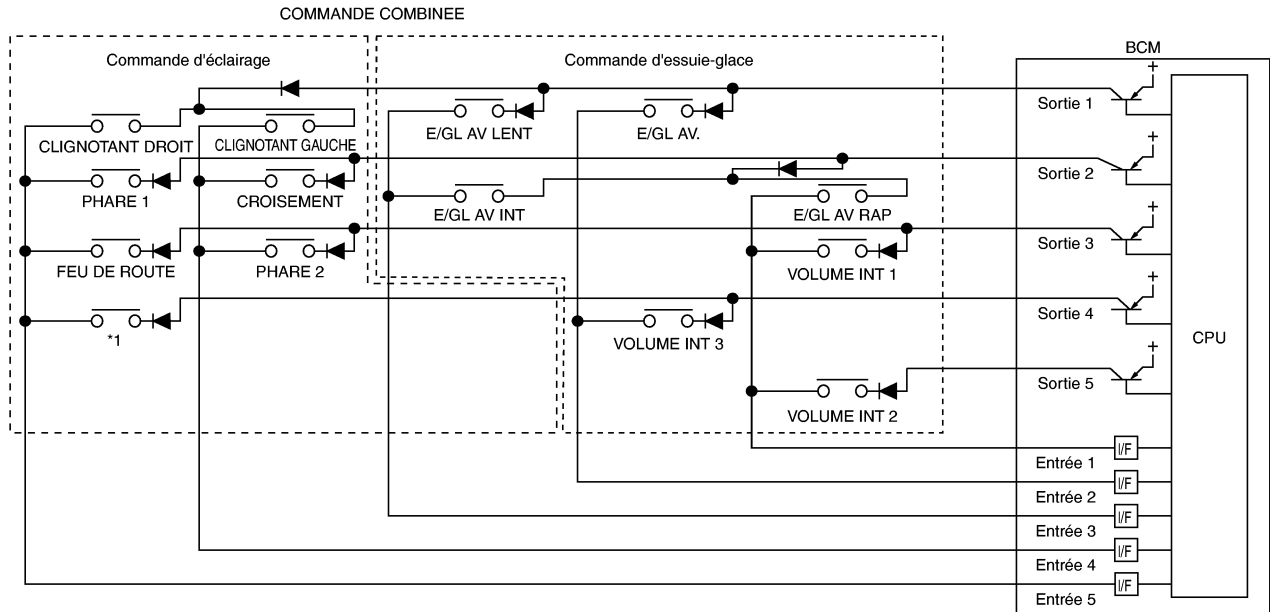 COMMANDE COMBINEE
Commande d'éclairage
Commande d'essuie-glace
BCM
+
Sortie 1
E/GL AV LENT
E/GL AV.
CLIGNOTANT DROIT
CLIGNOTANT GAUCHE
+
Sortie 2
PHARE 1
CROISEMENT
E/GL AV INT
E/GL AV RAP
+
Sortie 3
FEU DE ROUTE
PHARE 2
VOLUME INT 1
+
Sortie 4
*1
VOLUME INT 3
CPU
+
Sortie 5
VOLUME INT 2
I/F
Entrée 1
I/F
Entrée 2
I/F
Entrée 3
I/F
Entrée 4
I/F
Entrée 5